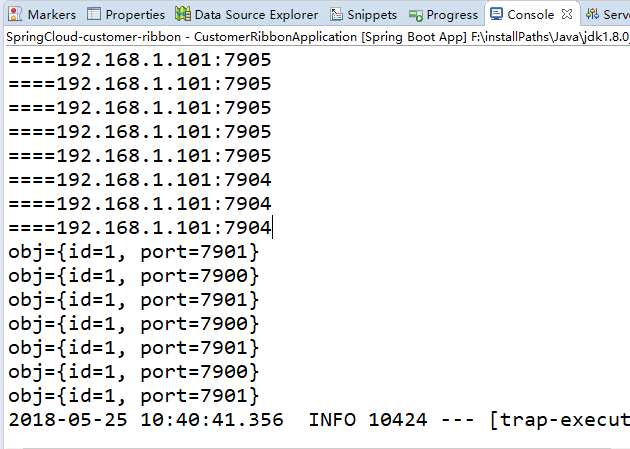 Markers Properties Data Source Explorer Snippets Progress Console Serve
SpringCloud-customer-ribbon - CustomerRibbonApplication [Spring Boot App] F:\installPaths\Java\jdk1.8.0_
====192.168.1.101:7905
====192.168.1.101:7905
====192.168.1.101:7905
====192.168.1.101:7905
====192.168.1.101:7905
====192.168.1.101:7904
====192.168.1.101:7904
====192.168.1.101:7904
obj={id=1, port=7901}
obj={id=1, port=7900}
obj={id=1, port=7901}
obj={id=1, port=7900}
obj={id=1, port=7901}
obj={id=1, port=7900}
obj={id=1, port=7901}
2018-05-25 10:40:41.356  INFO 10424 --- [trap-execut